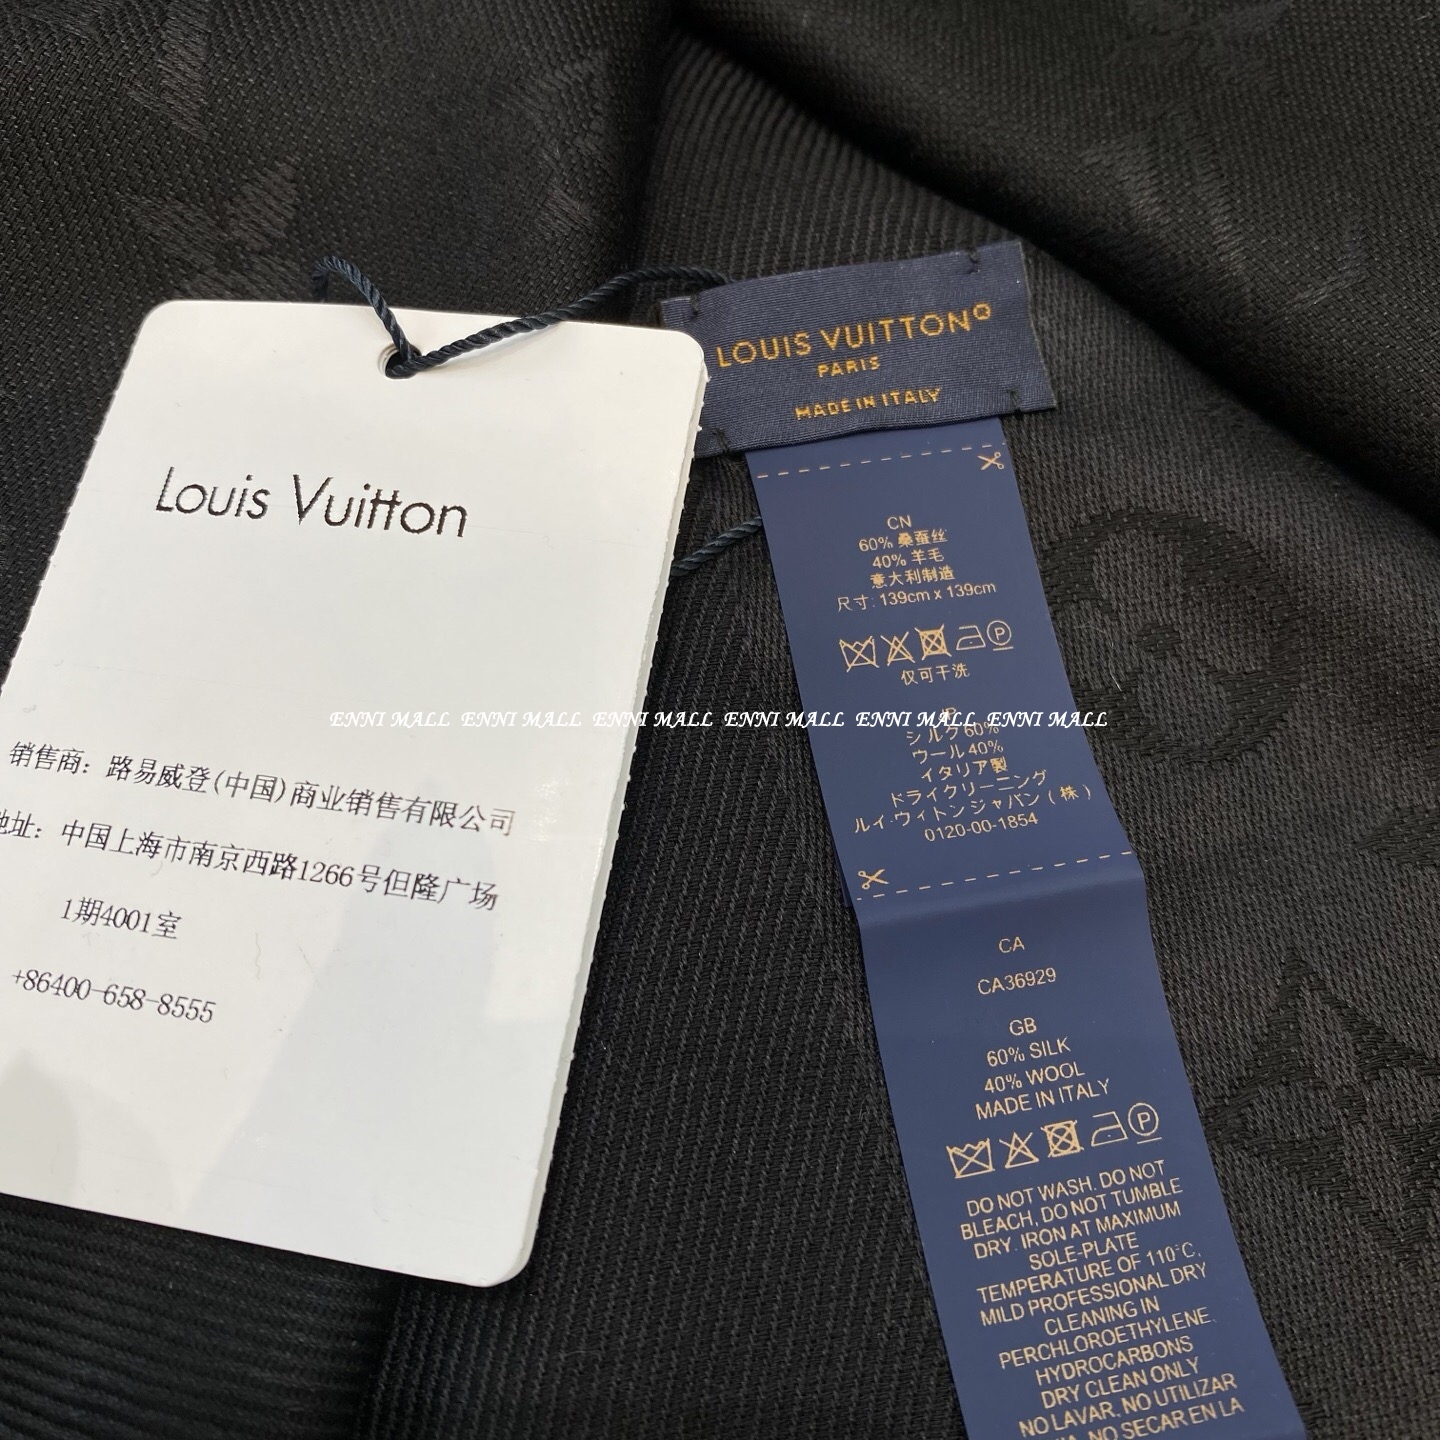 LOUIS VUITTON
PARIS
MADE IN ITALY
Louis Vuitton
销售商: 路易威登(中国)商业销售有限公司
地址: 中国上海市南京西路1266号但隆广场
1期4001室
+86400-658-8555
CN
60% 桑蚕丝
40% 羊毛
意大利制造
尺寸: 139cm x 139cm
P
仅可干洗
ENNI MALL ENNI MALL ENNI MALL ENNI MALL ENNI MALL ENNI MALL
JP
シルク 60%
ウール 40%
イタリア製
ドライクリーニング
ルイ・ヴィトンジャパン(株)
0120-00-1854
CA
CA36929
GB
60% SILK
40% WOOL
MADE IN ITALY
P
DO NOT WASH. DO NOT
BLEACH, DO NOT TUMBLE
DRY. IRON AT MAXIMUM
SOLE-PLATE
TEMPERATURE OF 110°C,
MILD PROFESSIONAL DRY
CLEANING IN
PERCHLOROETHYLENE.
HYDROCARBONS
DRY CLEAN ONLY
NO LAVAR, NO UTILIZAR
NO SECAR EN LA